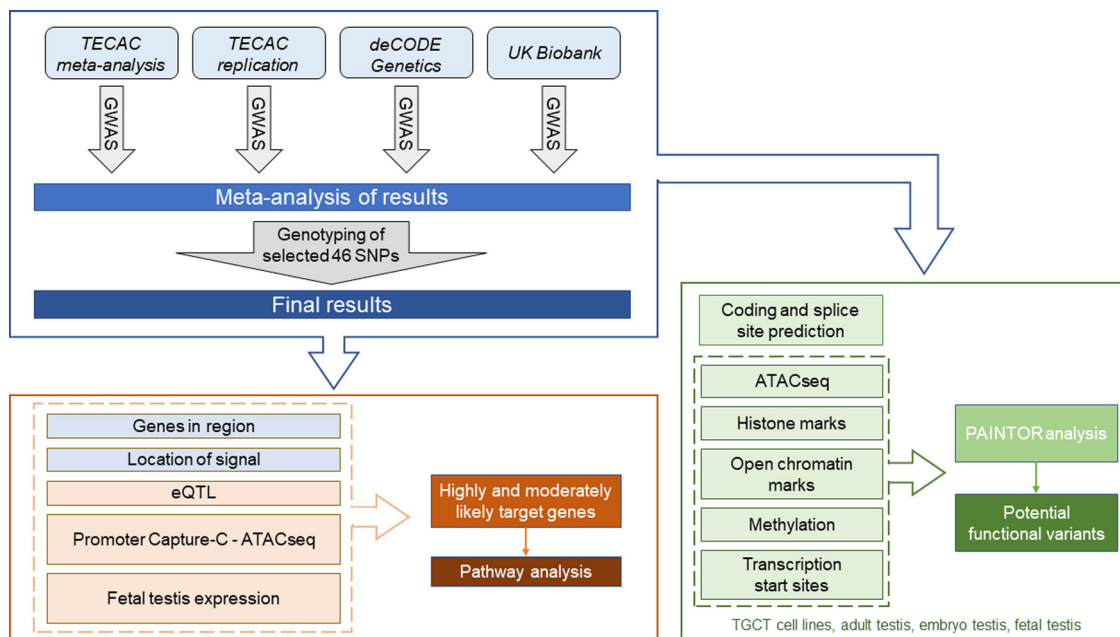 TECAC
meta-analysis
TECAC
replication
deCODE
Genetics
UK Biobank
GWAS
GWAS
GWAS
GWAS
Meta-analysis of results
Genotyping of
selected 46 SNPs
Final results
Genes in region
Location of signal
eQTL
Promoter Capture-C - ATACseq
Fetal testis expression
Highly and moderately
likely target genes
Pathway analysis
Coding and splice
site prediction
ATACseq
Histone marks
Open chromatin
marks
Methylation
Transcription
start sites
PAINTOR analysis
Potential
functional variants
TGCT cell lines, adult testis, embryo testis, fetal testis